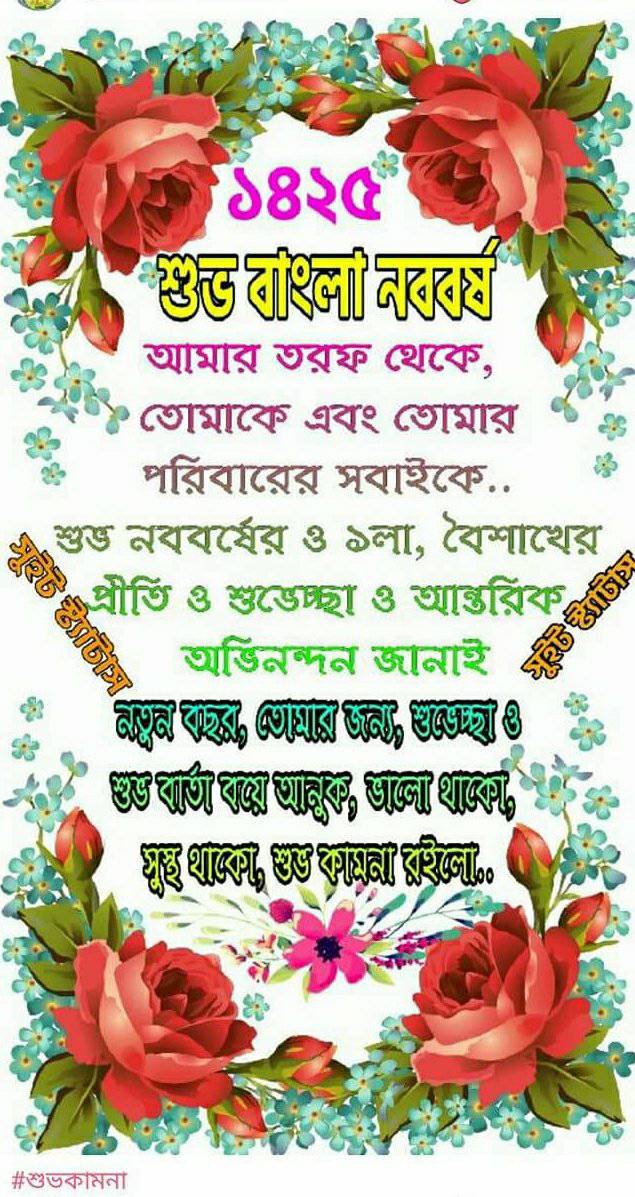 ১৪২৫
শুভ বাংলা নববর্ষ
আমার তরফ থেকে,
তোমাকে এবং তোমার
পরিবারের সবাইকে..
শুভ নববর্ষের ও ১লা, বৈশাখের
প্রীতি ও শুভেচ্ছা ও আন্তরিক
অভিনন্দন জানাই
সুইট স্ট্যাটাস
সুইট স্ট্যাটাস
নতুন বছর, তোমার জন্য, শুভেচ্ছা ও
শুভ বার্তা বয়ে আনুক, ভালো থাকো,
সুস্থ থাকো, শুভ কামনা রইলো..
#শুভকামনা